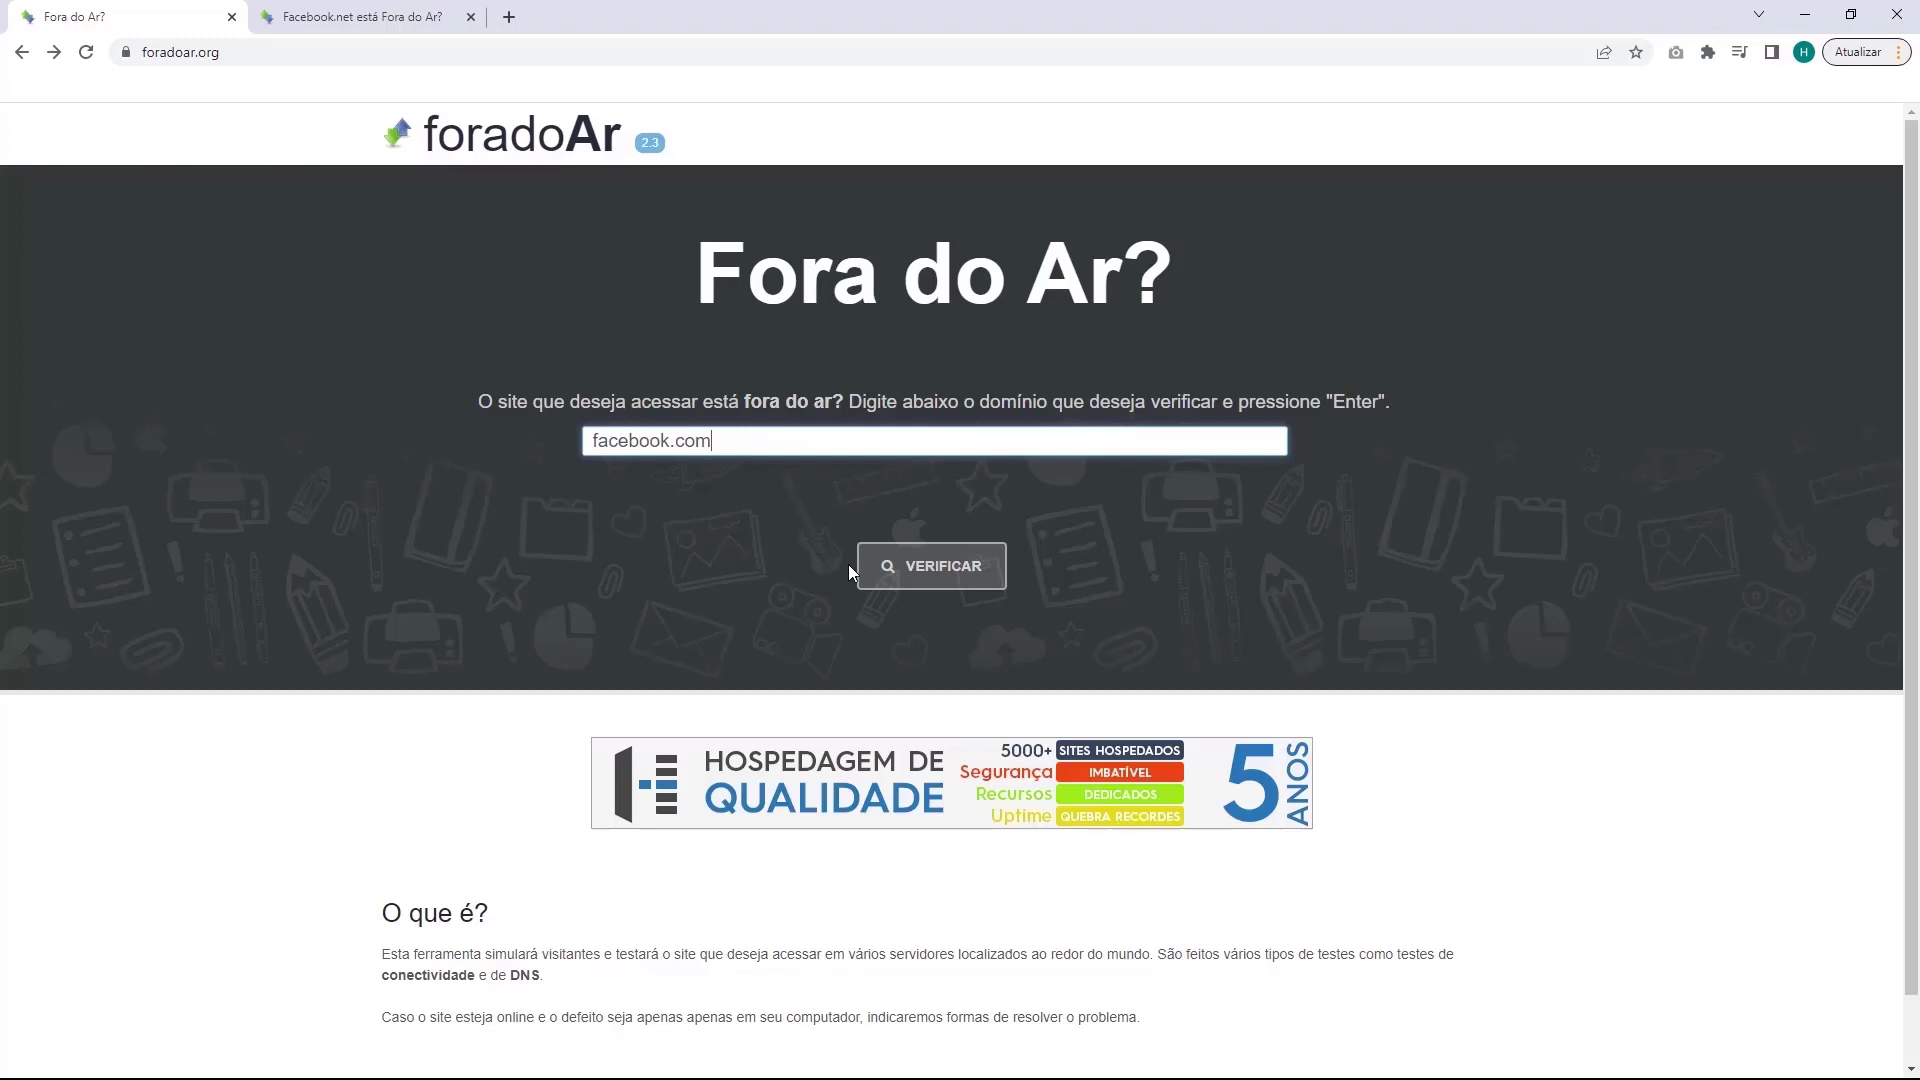 Fora do Ar?
Facebook.net está Fora do Ar?
foradoar.org
H
Atualizar
foradoAr 2.3
Fora do Ar?
O site que deseja acessar está fora do ar? Digite abaixo o domínio que deseja verificar e pressione "Enter".
facebook.com
VERIFICAR
HOSPEDAGEM DE
QUALIDADE
5000+ SITES HOSPEDADOS
Segurança IMBATÍVEL
Recursos DEDICADOS
Uptime QUEBRA RECORDES
5 ANOS
O que é?
Esta ferramenta simulará visitantes e testará o site que deseja acessar em vários servidores localizados ao redor do mundo. São feitos vários tipos de testes como testes de
conectividade e de DNS.
Caso o site esteja online e o defeito seja apenas apenas em seu computador, indicaremos formas de resolver o problema.